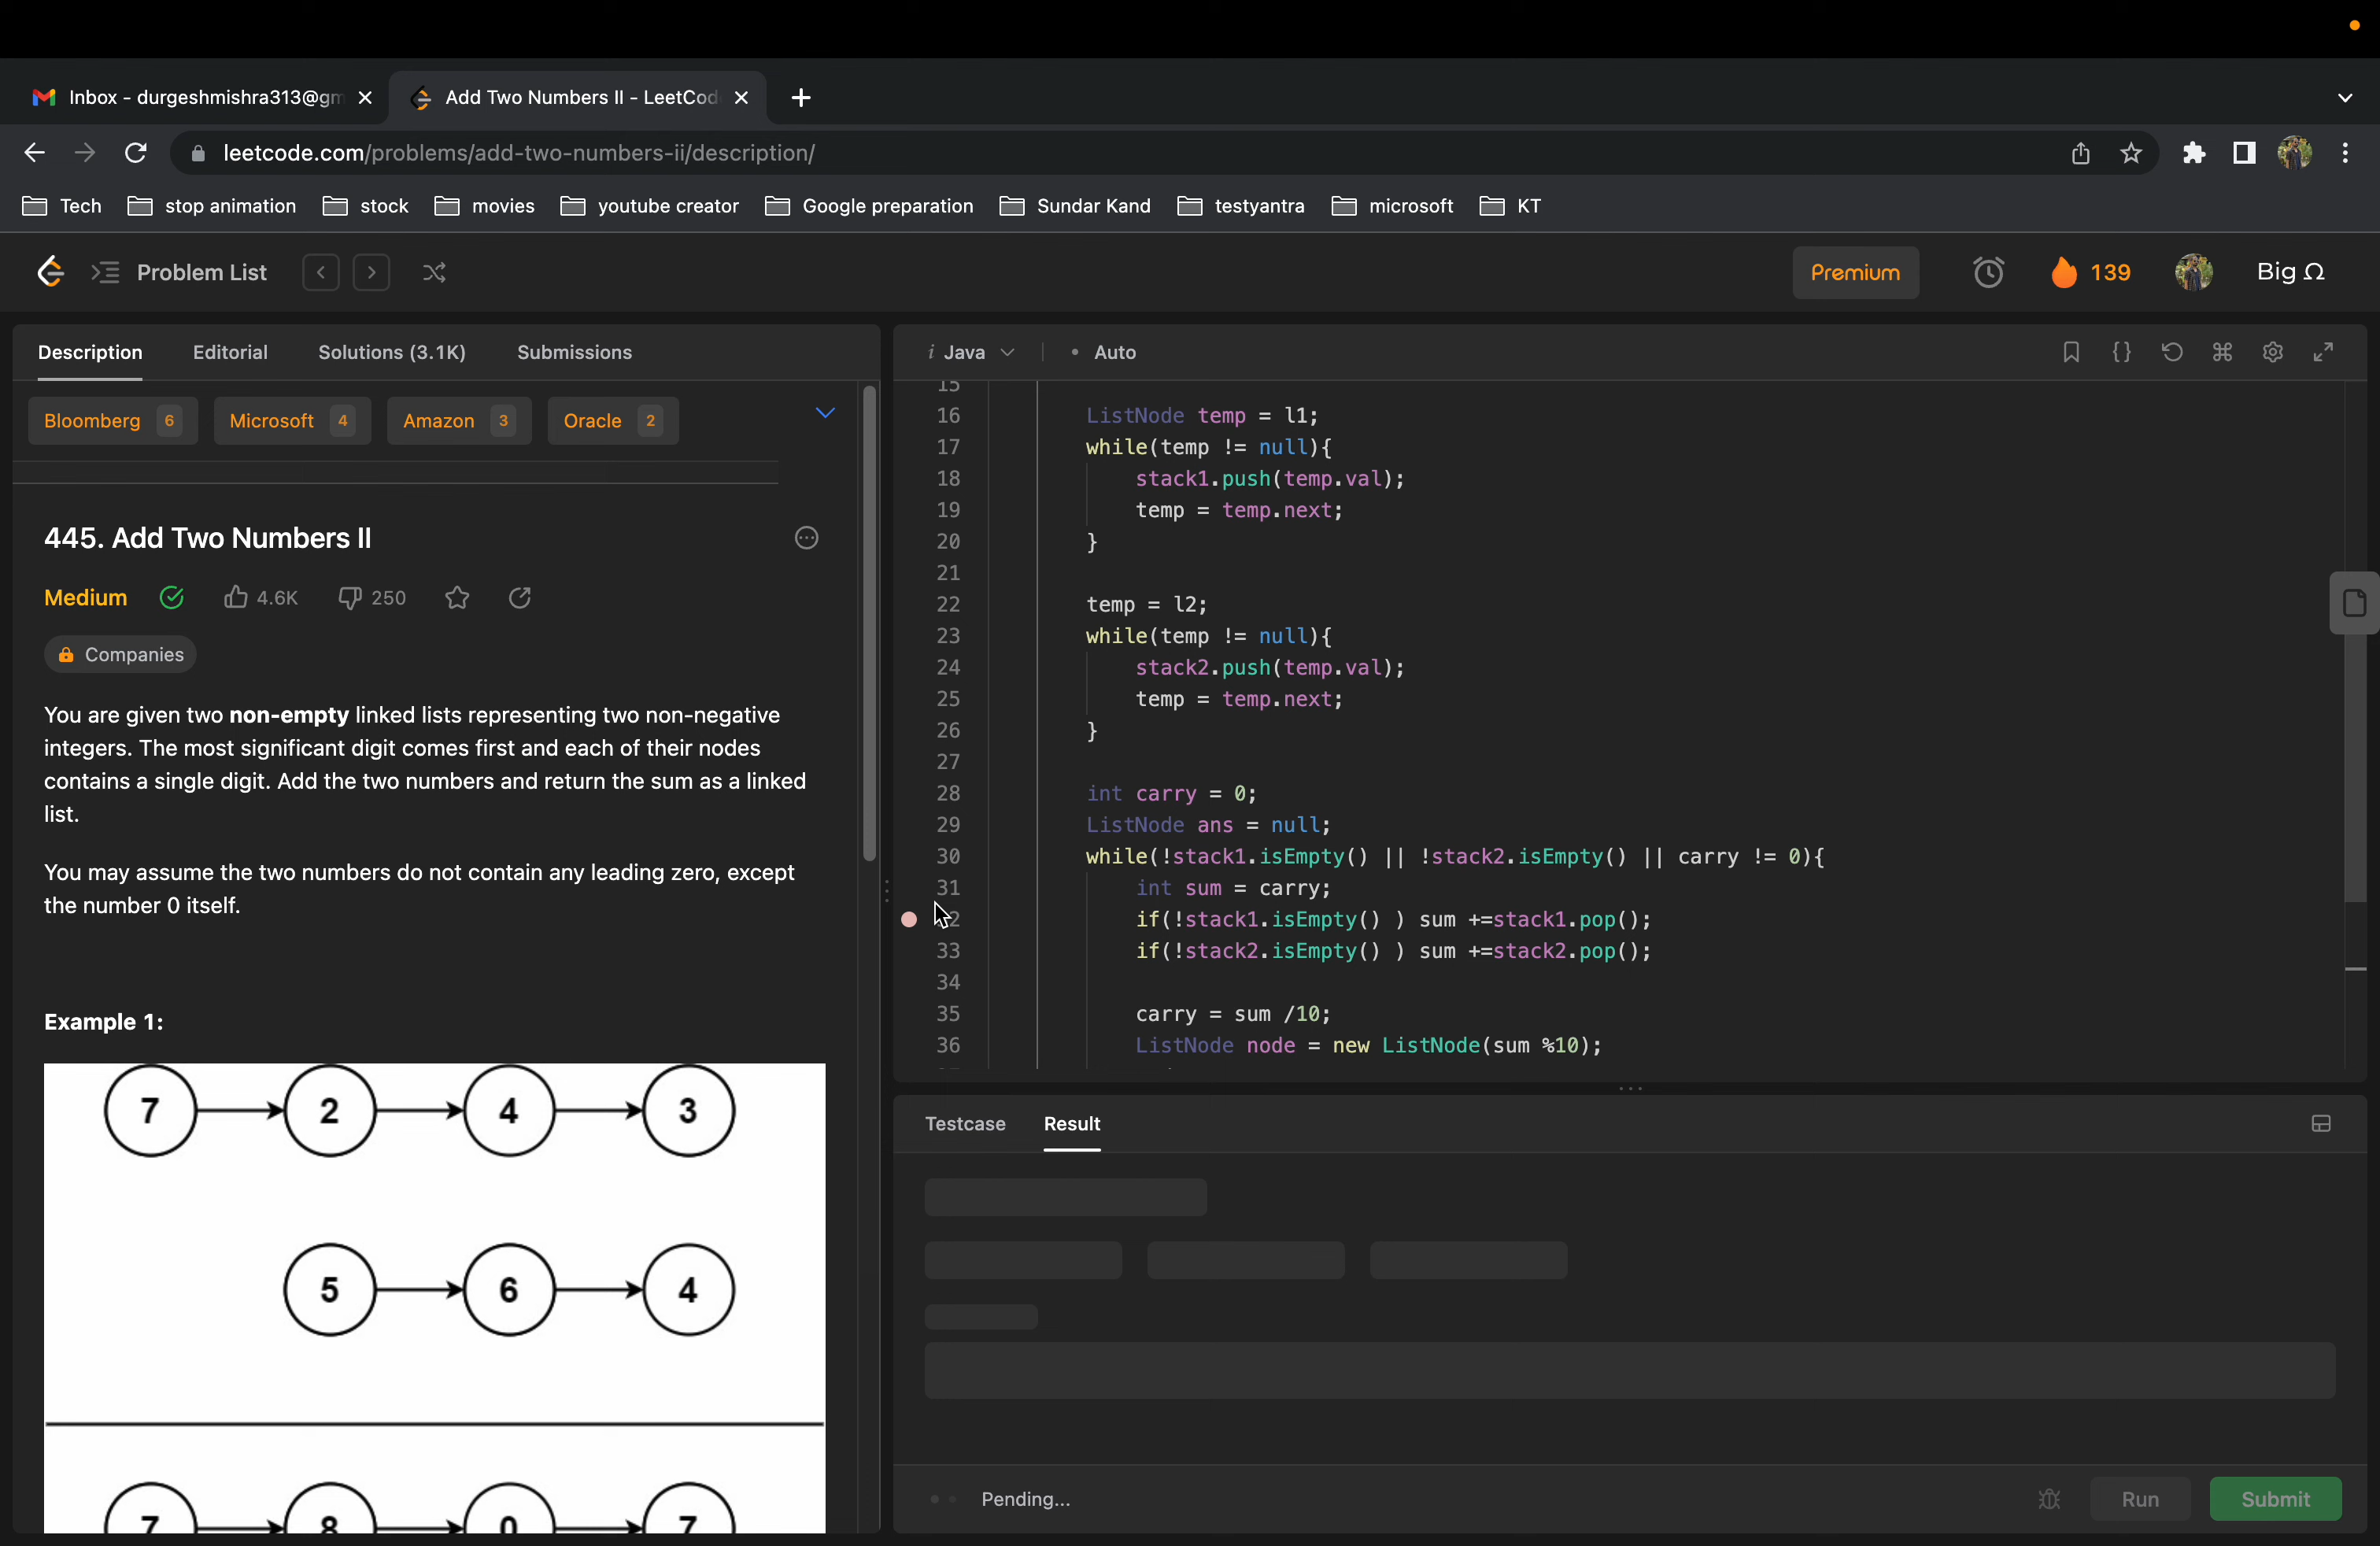 Inbox - durgeshmishra313@gm
Add Two Numbers II - LeetCod
leetcode.com/problems/add-two-numbers-ii/description/
Tech stop animation stock movies youtube creator Google preparation Sundar Kand testyantra microsoft KT
Problem List
Premium 139 Big Ω
Description Editorial Solutions (3.1K) Submissions
Bloomberg 6 Microsoft 4 Amazon 3 Oracle 2
445. Add Two Numbers II
Medium 4.6K 250
Companies
You are given two non-empty linked lists representing two non-negative
integers. The most significant digit comes first and each of their nodes
contains a single digit. Add the two numbers and return the sum as a linked
list.
You may assume the two numbers do not contain any leading zero, except
the number 0 itself.
Example 1:
7 2 4 3
5 6 4
7 8 0 7
i Java Auto
15
16 ListNode temp = l1;
17 while(temp != null){
18 stack1.push(temp.val);
19 temp = temp.next;
20 }
21
22 temp = l2;
23 while(temp != null){
24 stack2.push(temp.val);
25 temp = temp.next;
26 }
27
28 int carry = 0;
29 ListNode ans = null;
30 while(!stack1.isEmpty() || !stack2.isEmpty() || carry != 0){
31 int sum = carry;
if(!stack1.isEmpty() ) sum +=stack1.pop();
33 if(!stack2.isEmpty() ) sum +=stack2.pop();
34
35 carry = sum /10;
36 ListNode node = new ListNode(sum %10);
Testcase Result
Pending...
Run Submit